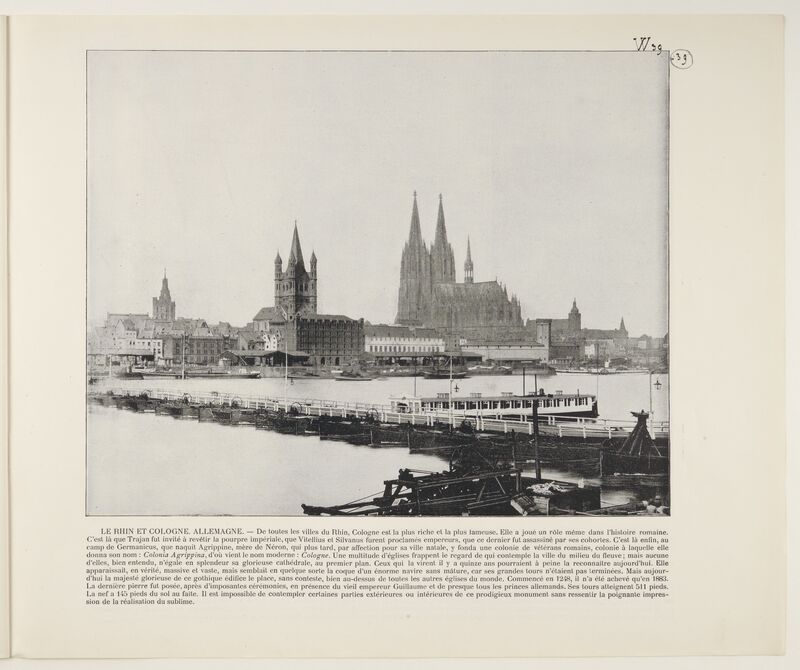 W39
39
LE RHIN ET COLOGNE. ALLEMAGNE. — De toutes les villes du Rhin, Cologne est la plus riche et la plus fameuse. Elle a joué un rôle même dans l'histoire romaine.
C'est là que Trajan fut invité à revêtir la pourpre impériale, que Vitellius et Silvanus furent proclamés empereurs, que ce dernier fut assassiné par ses cohortes. C'est là enfin, au
camp de Germanicus, que naquit Agrippine, mère de Néron, qui plus tard, par affection pour sa ville natale, y fonda une colonie de vétérans romains, colonie à laquelle elle
donna son nom : Colonia Agrippina, d'où vient le nom moderne : Cologne. Une multitude d'églises frappent le regard de qui contemple la ville du milieu du fleuve ; mais aucune
d'elles, bien entendu, n'égale en splendeur sa glorieuse cathédrale, au premier plan. Ceux qui la virent il y a quinze ans pourraient à peine la reconnaître aujourd'hui. Elle
apparaissait, en vérité, massive et vaste, mais semblait en quelque sorte la coque d'un énorme navire sans mâture, car ses grandes tours n'étaient pas terminées. Mais aujour-
d'hui la majesté glorieuse de ce gothique édifice le place, sans conteste, bien au-dessus de toutes les autres églises du monde. Commencé en 1248, il n'a été achevé qu'en 1883.
La dernière pierre fut posée, après d'imposantes cérémonies, en présence du vieil empereur Guillaume et de presque tous les princes allemands. Ses tours atteignent 511 pieds.
La nef a 145 pieds du sol au faîte. Il est impossible de contempler certaines parties extérieures ou intérieures de ce prodigieux monument sans ressentir la poignante impres-
sion de la réalisation du sublime.